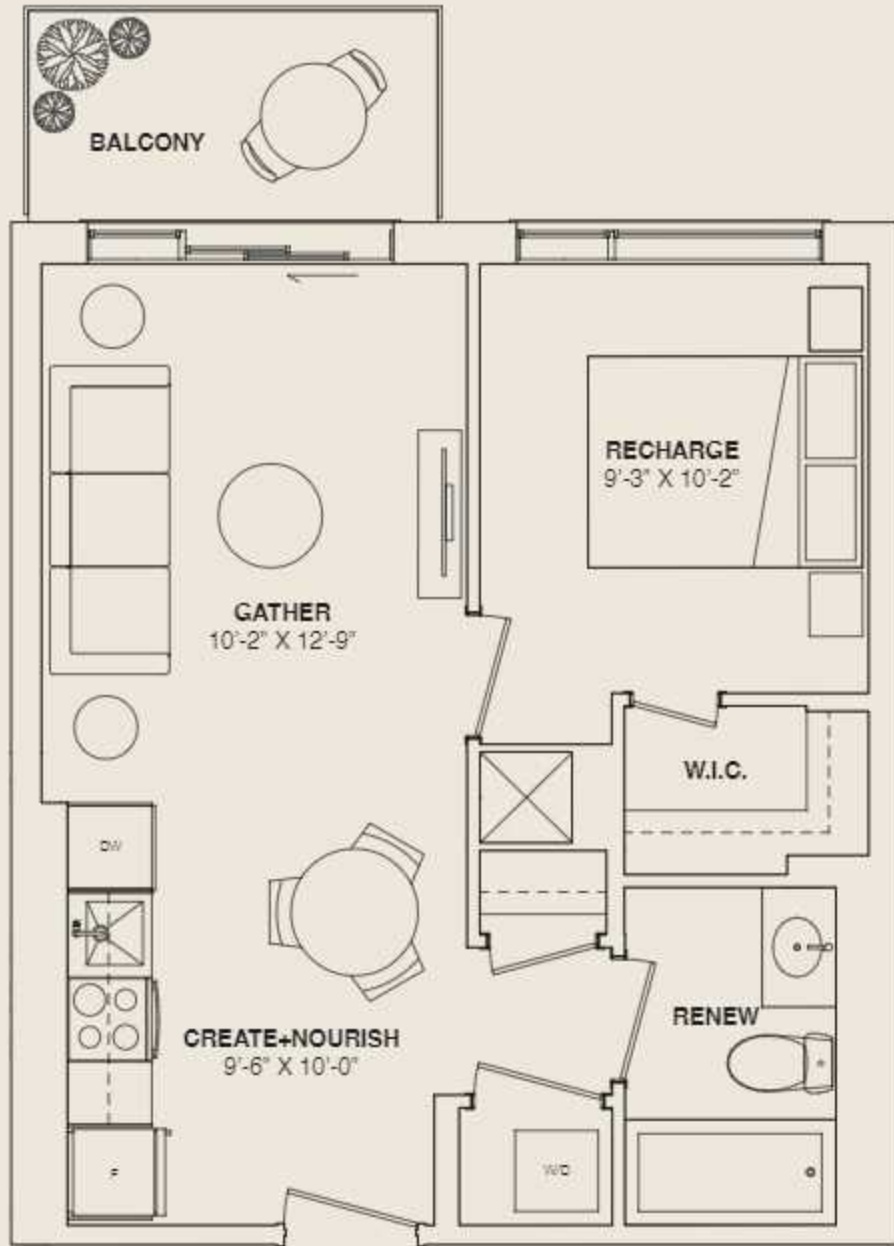 BALCONY
RECHARGE
9'-3" X 10'-2"
GATHER
10'-2" X 12'-9"
W.I.C.
DW
RENEW
CREATE+NOURISH
9'-6" X 10'-0"
W/D
F